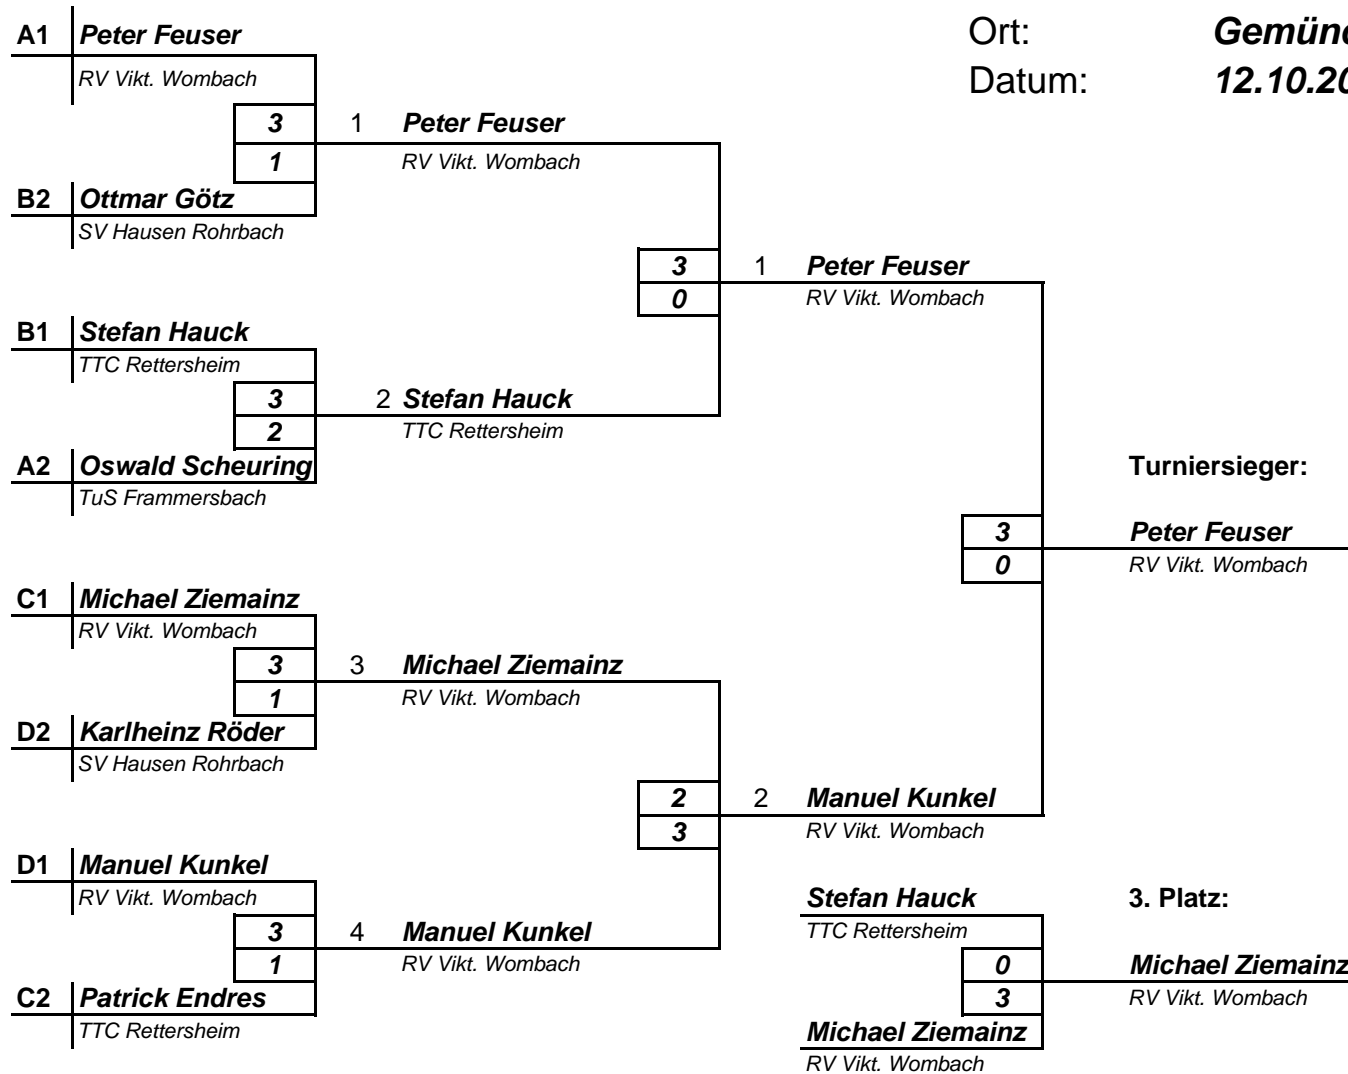 A1 Peter Feuser
RV Vikt. Wombach
Ort:
Datum: 12.10.20
3 1 Peter Feuser
1 RV Vikt. Wombach
B2 Ottmar Götz
SV Hausen Rohrbach
3 1 Peter Feuser
0 RV Vikt. Wombach
B1 Stefan Hauck
TTC Rettersheim
3 2 Stefan Hauck
2 TTC Rettersheim
A2 Oswald Scheuring
TuS Frammersbach
Turniersieger:
3 Peter Feuser
0 RV Vikt. Wombach
C1 Michael Ziemainz
RV Vikt. Wombach
3 3 Michael Ziemainz
1 RV Vikt. Wombach
D2 Karlheinz Röder
SV Hausen Rohrbach
2 2 Manuel Kunkel
3 RV Vikt. Wombach
D1 Manuel Kunkel
RV Vikt. Wombach
Stefan Hauck 3. Platz:
TTC Rettersheim
3 4 Manuel Kunkel
1 RV Vikt. Wombach
0 Michael Ziemainz
3 RV Vikt. Wombach
C2 Patrick Endres
TTC Rettersheim
Michael Ziemainz
RV Vikt. Wombach